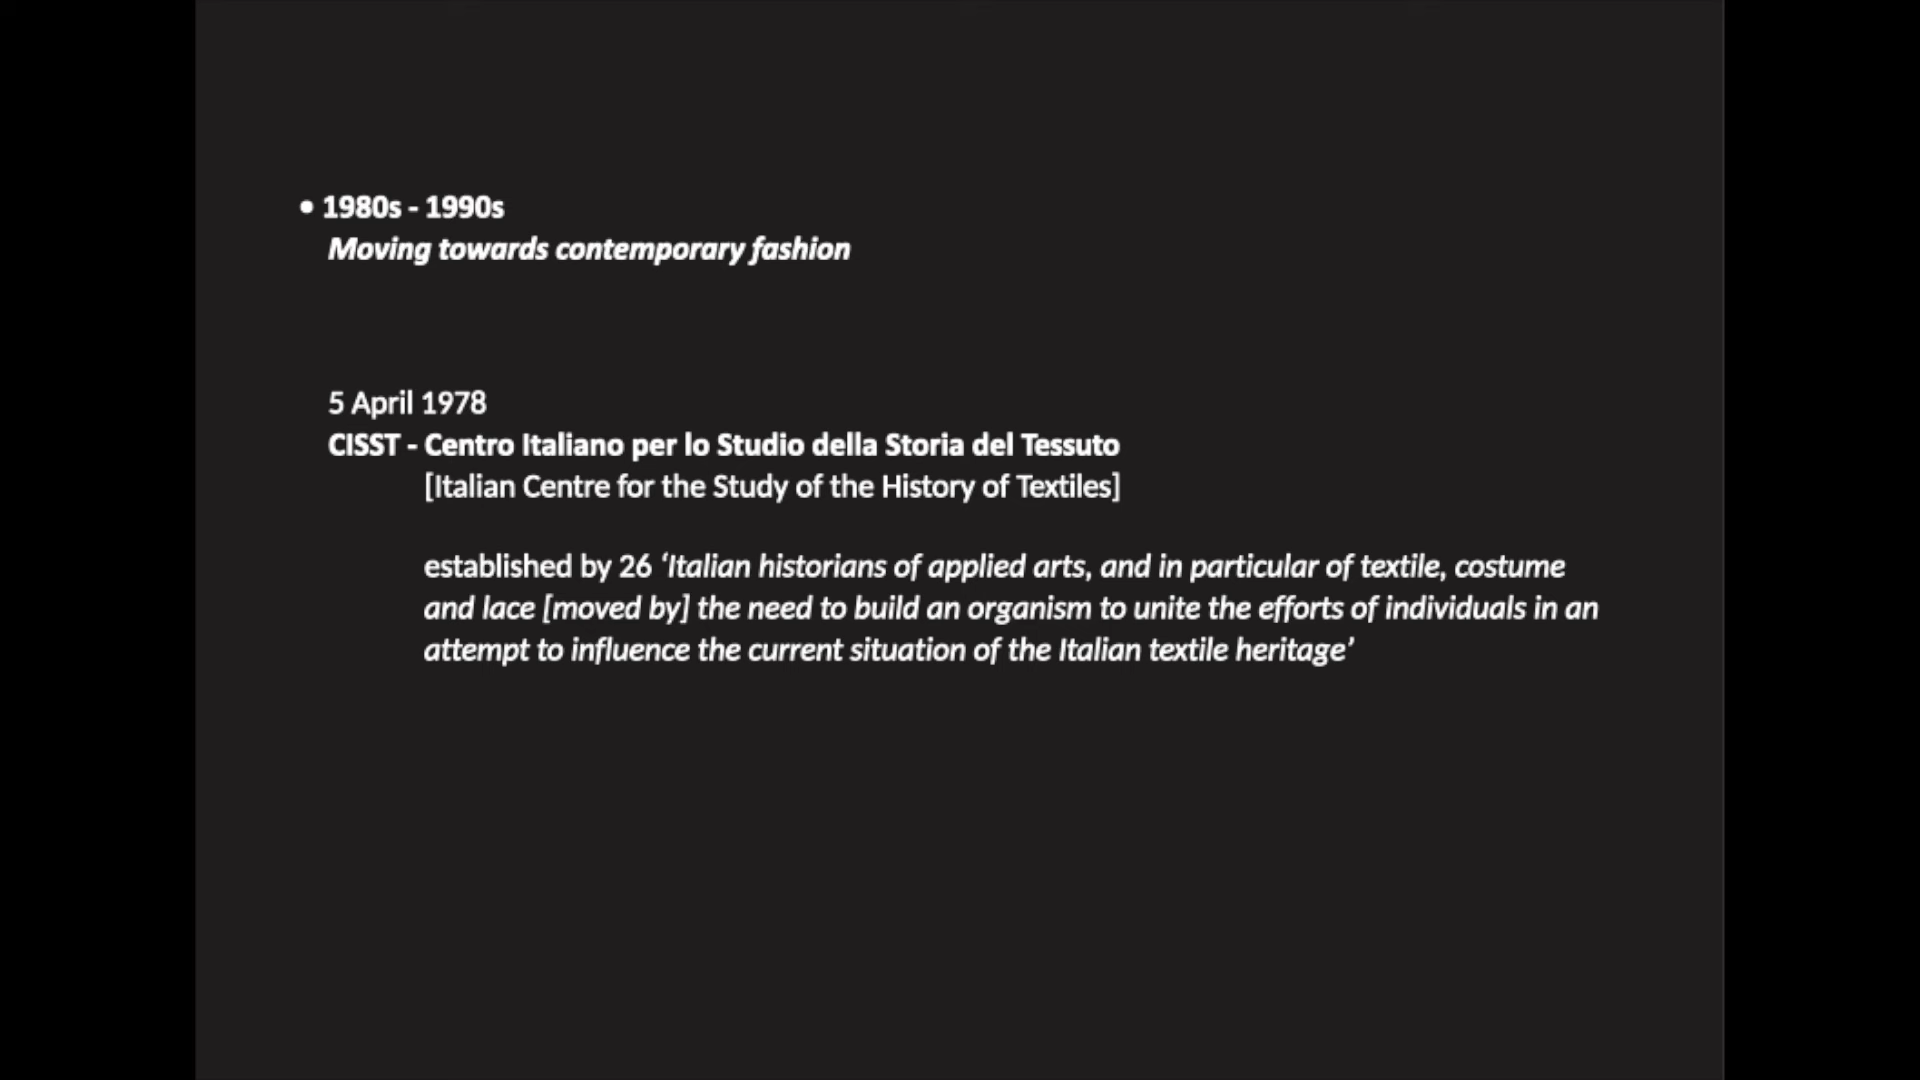 • 1980s - 1990s
Moving towards contemporary fashion
5 April 1978
CISST - Centro Italiano per lo Studio della Storia del Tessuto
[Italian Centre for the Study of the History of Textiles]
established by 26 ‘Italian historians of applied arts, and in particular of textile, costume
and lace [moved by] the need to build an organism to unite the efforts of individuals in an
attempt to influence the current situation of the Italian textile heritage’